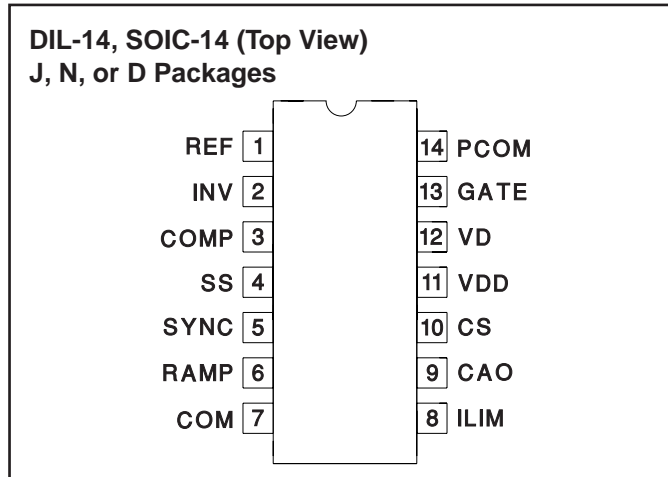 DIL-14, SOIC-14 (Top View)
J, N, or D Packages
REF 1
14 PCOM
INV 2
13 GATE
COMP 3
12 VD
SS 4
11 VDD
SYNC 5
10 CS
RAMP 6
9 CAO
COM 7
8 ILIM